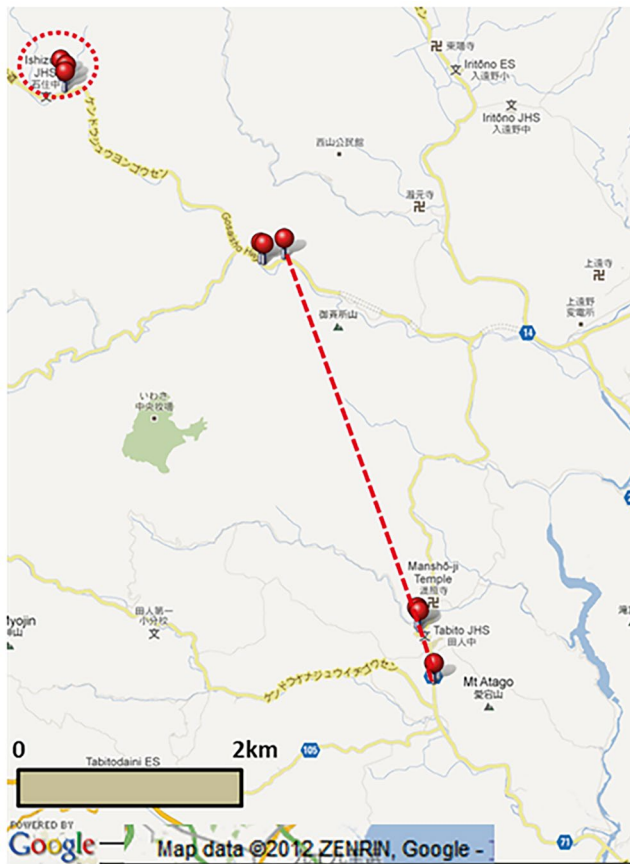 東陽寺
Iritōno ES
入遠野小
Ishizu
JHS
石住中
Iritōno JHS
入遠野中
ケンドウジュウヨンゴウセン
西山公民館
瀧元寺
Gosaisho Hw
上遠寺
上遠野
変電所
御斉所山
14
いわき
中央牧場
Manshō-ji
Temple
満照寺
田人第一
小分校
Myojin
Tabito JHS
田人中
Mt Atago
愛宕山
ケンドウナナジュウイチゴウセン
0
2km
105
Tabitodaini ES
71
POWERED BY
Google
Map data ©2012 ZENRIN, Google -